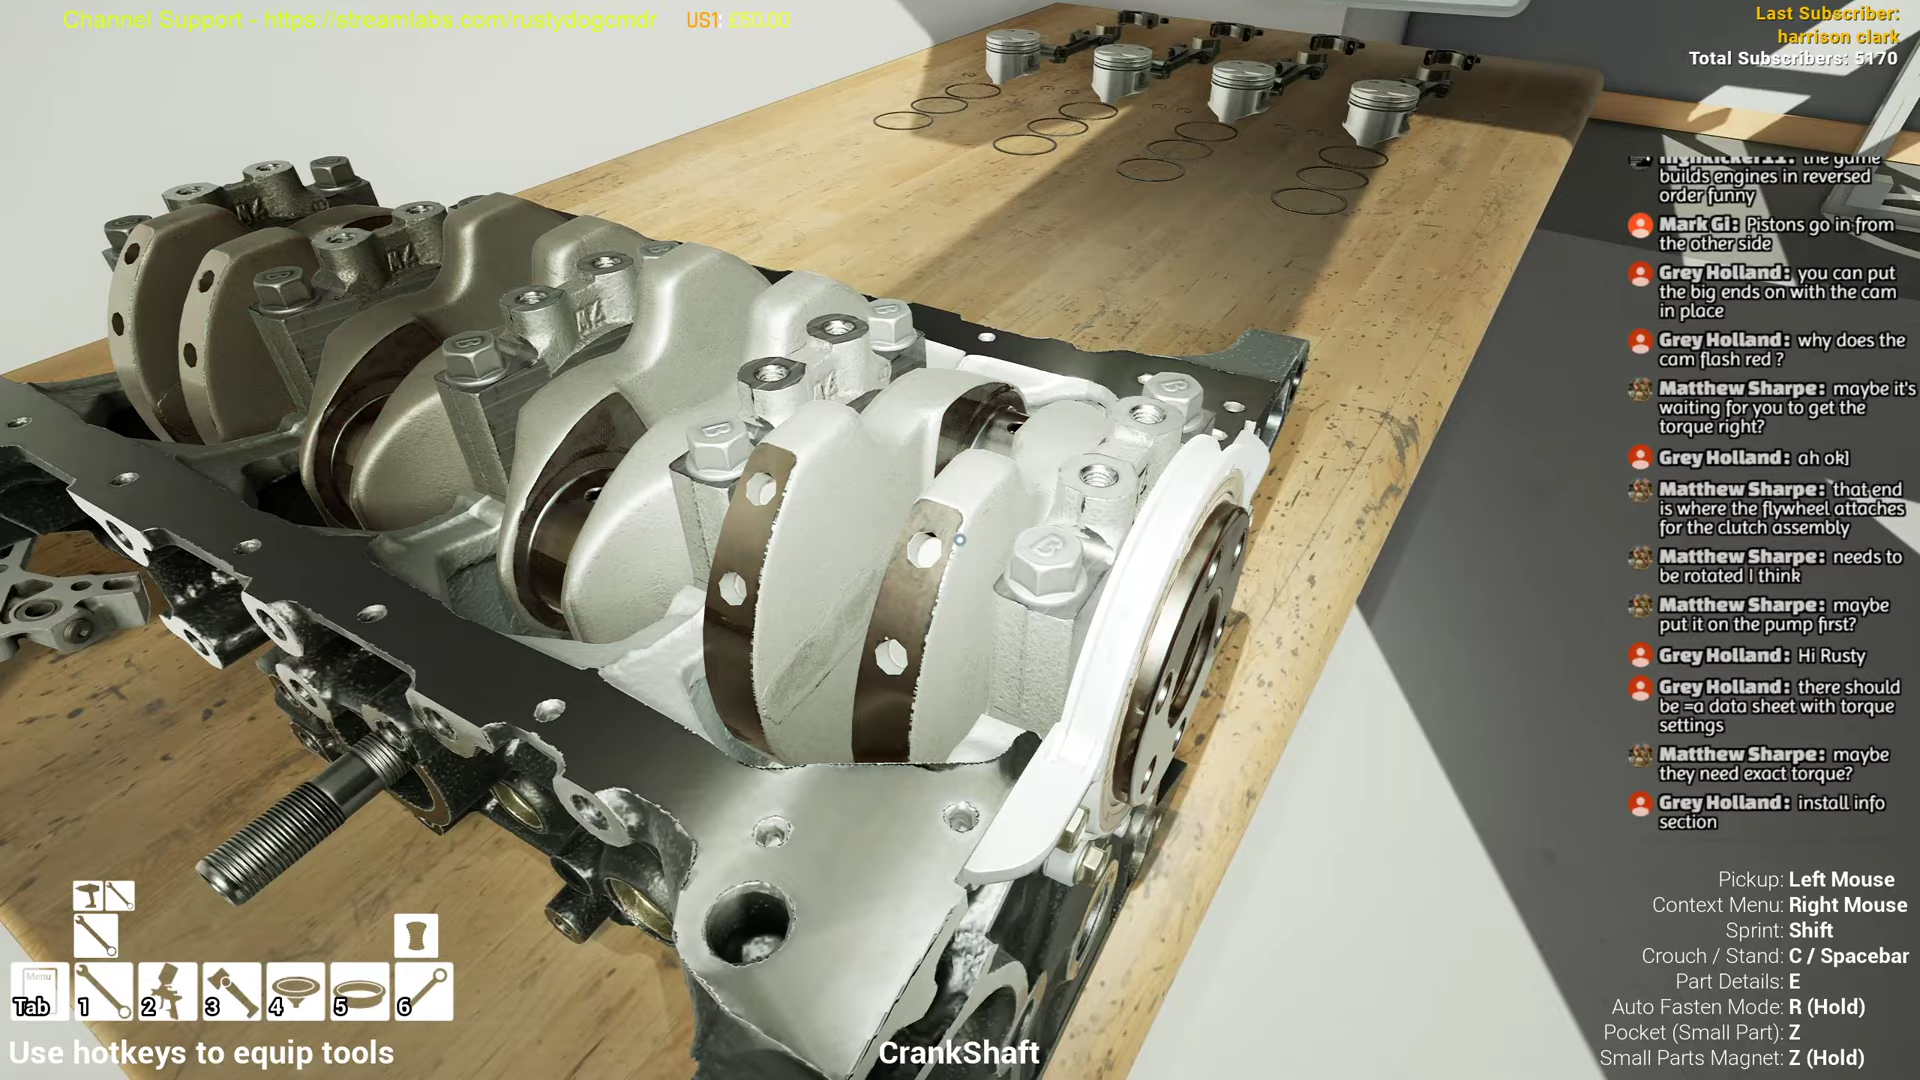 Channel Support - https://streamlabs.com/rustydogcmdr US1: £50.00
Last Subscriber:
harrison clark
Total Subscribers: 5170
the game
builds engines in reversed
order funny
Mark Gi: Pistons go in from
the other side
Grey Holland: you can put
the big ends on with the cam
in place
Grey Holland: why does the
cam flash red ?
Matthew Sharpe: maybe it's
waiting for you to get the
torque right?
Grey Holland: ah ok]
Matthew Sharpe: that end
is where the flywheel attaches
for the clutch assembly
Matthew Sharpe: needs to
be rotated I think
Matthew Sharpe: maybe
put it on the pump first?
Grey Holland: Hi Rusty
Grey Holland: there should
be =a data sheet with torque
settings
Matthew Sharpe: maybe
they need exact torque?
Grey Holland: install info
section
Pickup: Left Mouse
Context Menu: Right Mouse
Sprint: Shift
Crouch / Stand: C / Spacebar
Part Details: E
Auto Fasten Mode: R (Hold)
Pocket (Small Part): Z
Small Parts Magnet: Z (Hold)
Menu
Tab 1 2 3 4 5 6
Use hotkeys to equip tools
CrankShaft
B
B
B
B